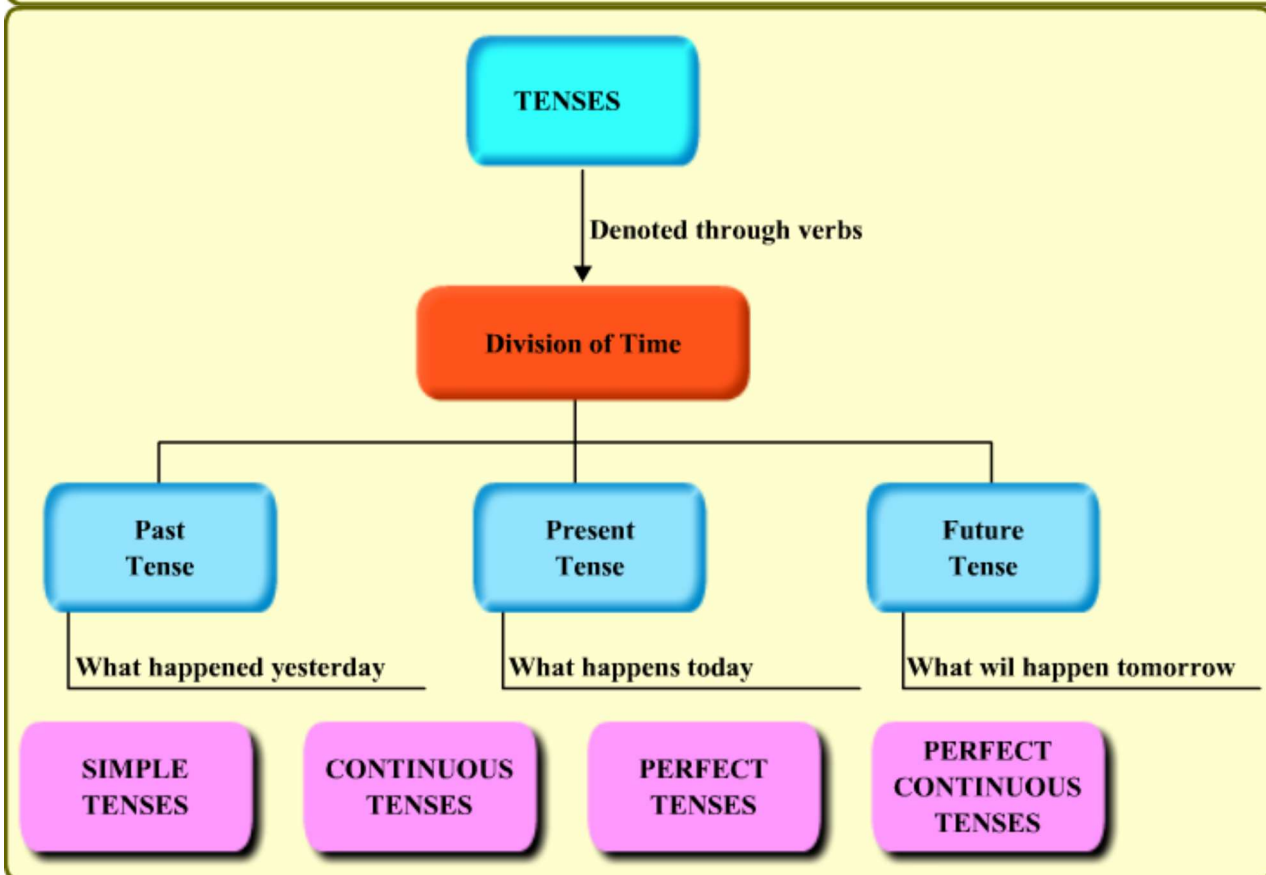 TENSES
Denoted through verbs
Division of Time
Past
Tense
Present
Tense
Future
Tense
What happened yesterday
What happens today
What wil happen tomorrow
SIMPLE
TENSES
CONTINUOUS
TENSES
PERFECT
TENSES
PERFECT
CONTINUOUS
TENSES